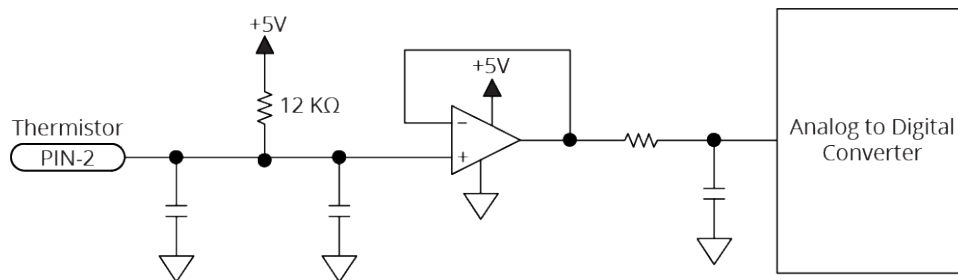 +5V
12 KΩ
Thermistor
PIN-2
+5V
−
+
Analog to Digital
Converter